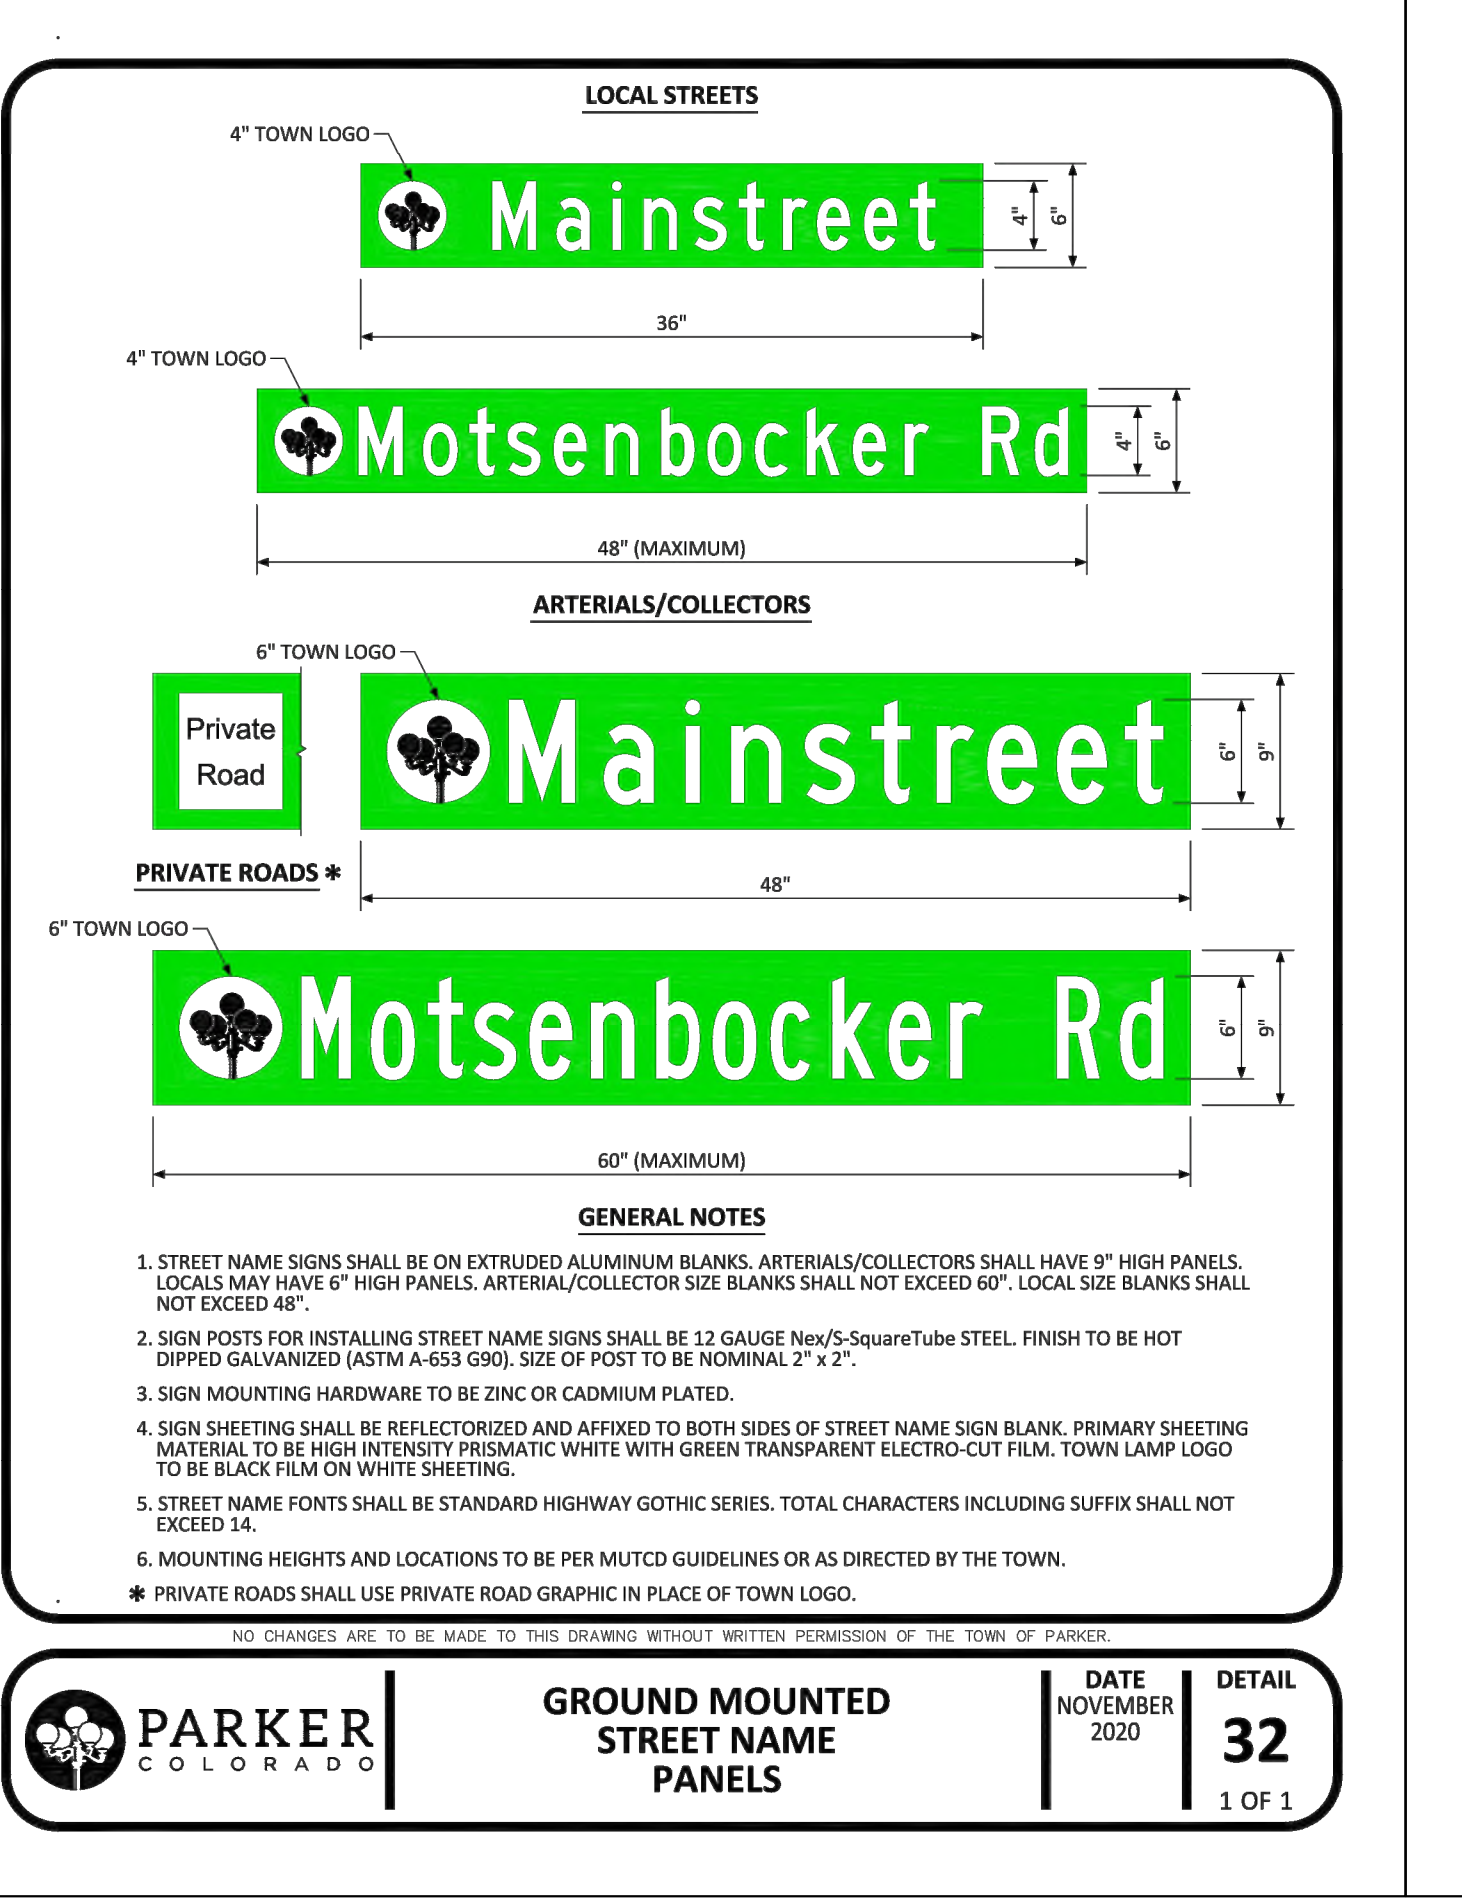 LOCAL STREETS
4" TOWN LOGO
Mainstreet
4"
6"
36"
4" TOWN LOGO
Motsenbocker Rd
4"
6"
48" (MAXIMUM)
ARTERIALS/COLLECTORS
6" TOWN LOGO
Private
Road
Mainstreet
6"
9"
PRIVATE ROADS *
48"
6" TOWN LOGO
Motsenbocker Rd
6"
9"
60" (MAXIMUM)
GENERAL NOTES
1. STREET NAME SIGNS SHALL BE ON EXTRUDED ALUMINUM BLANKS. ARTERIALS/COLLECTORS SHALL HAVE 9" HIGH PANELS.
LOCALS MAY HAVE 6" HIGH PANELS. ARTERIAL/COLLECTOR SIZE BLANKS SHALL NOT EXCEED 60". LOCAL SIZE BLANKS SHALL
NOT EXCEED 48".
2. SIGN POSTS FOR INSTALLING STREET NAME SIGNS SHALL BE 12 GAUGE Nex/S-SquareTube STEEL. FINISH TO BE HOT
DIPPED GALVANIZED (ASTM A-653 G90). SIZE OF POST TO BE NOMINAL 2" x 2".
3. SIGN MOUNTING HARDWARE TO BE ZINC OR CADMIUM PLATED.
4. SIGN SHEETING SHALL BE REFLECTORIZED AND AFFIXED TO BOTH SIDES OF STREET NAME SIGN BLANK. PRIMARY SHEETING
MATERIAL TO BE HIGH INTENSITY PRISMATIC WHITE WITH GREEN TRANSPARENT ELECTRO-CUT FILM. TOWN LAMP LOGO
TO BE BLACK FILM ON WHITE SHEETING.
5. STREET NAME FONTS SHALL BE STANDARD HIGHWAY GOTHIC SERIES. TOTAL CHARACTERS INCLUDING SUFFIX SHALL NOT
EXCEED 14.
6. MOUNTING HEIGHTS AND LOCATIONS TO BE PER MUTCD GUIDELINES OR AS DIRECTED BY THE TOWN.
* PRIVATE ROADS SHALL USE PRIVATE ROAD GRAPHIC IN PLACE OF TOWN LOGO.
NO CHANGES ARE TO BE MADE TO THIS DRAWING WITHOUT WRITTEN PERMISSION OF THE TOWN OF PARKER.
PARKER
COLORADO
GROUND MOUNTED
STREET NAME
PANELS
DATE
NOVEMBER
2020
DETAIL
32
1 OF 1